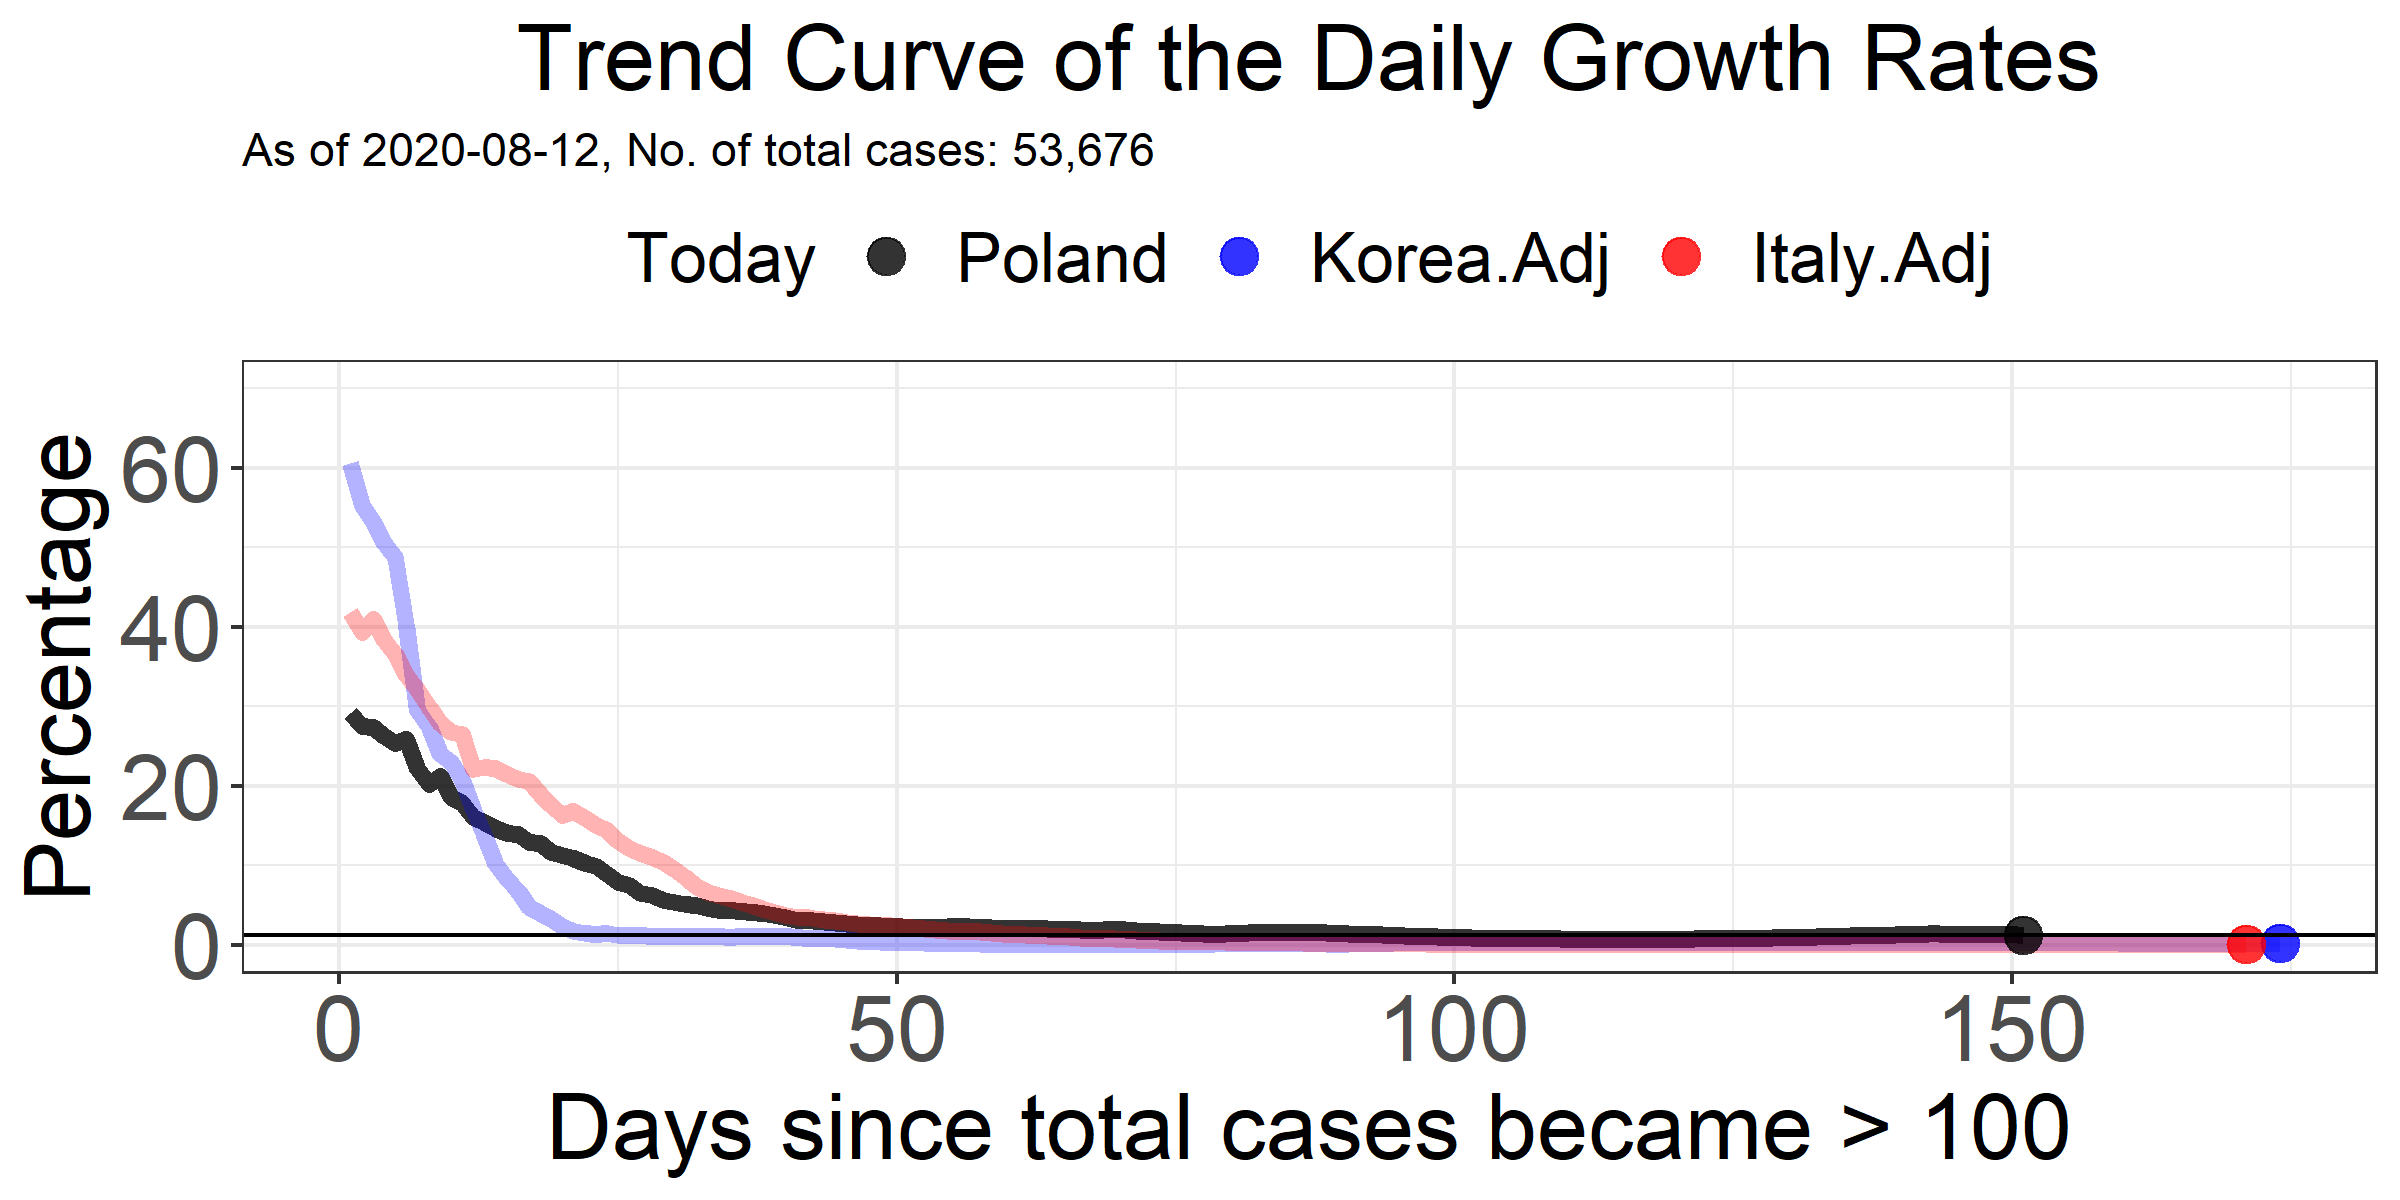 Trend Curve of the Daily Growth Rates
As of 2020-08-12, No. of total cases: 53,676
Today Poland Korea.Adj Italy.Adj
Percentage
60
40
20
0
0 50 100 150
Days since total cases became > 100